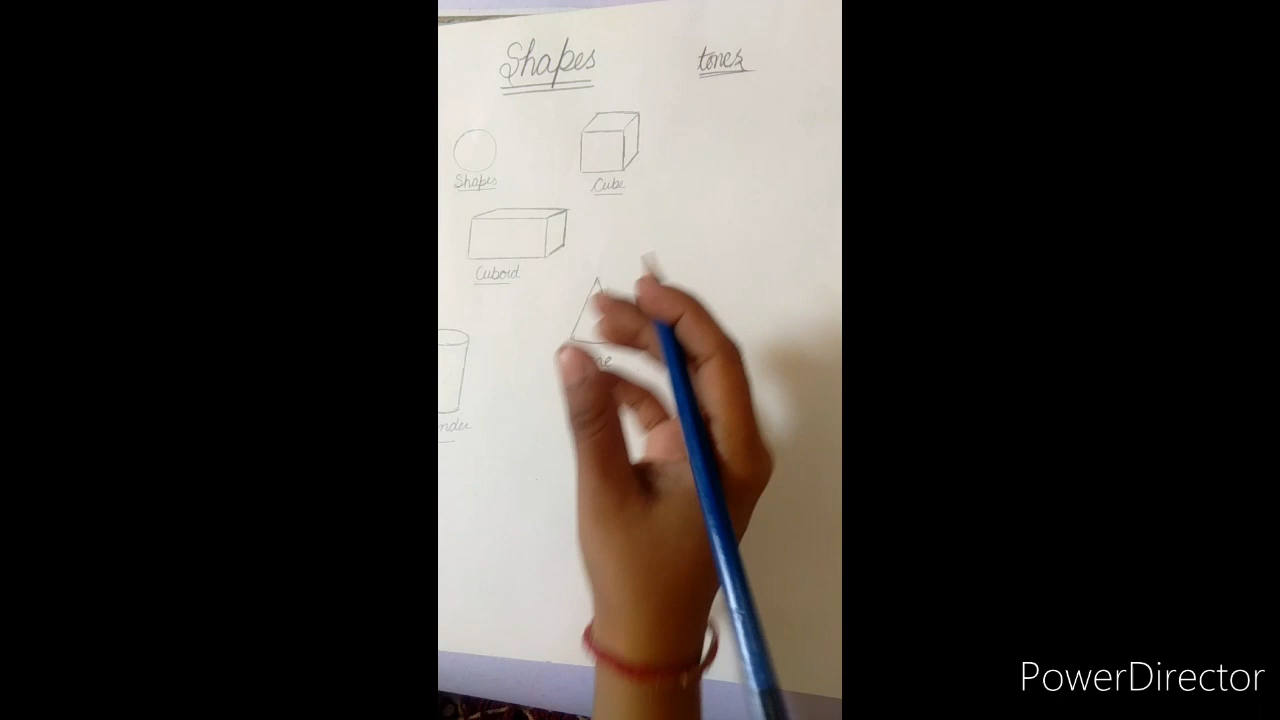 Shapes
tones
Shapes
Cube
Cuboid
PowerDirector